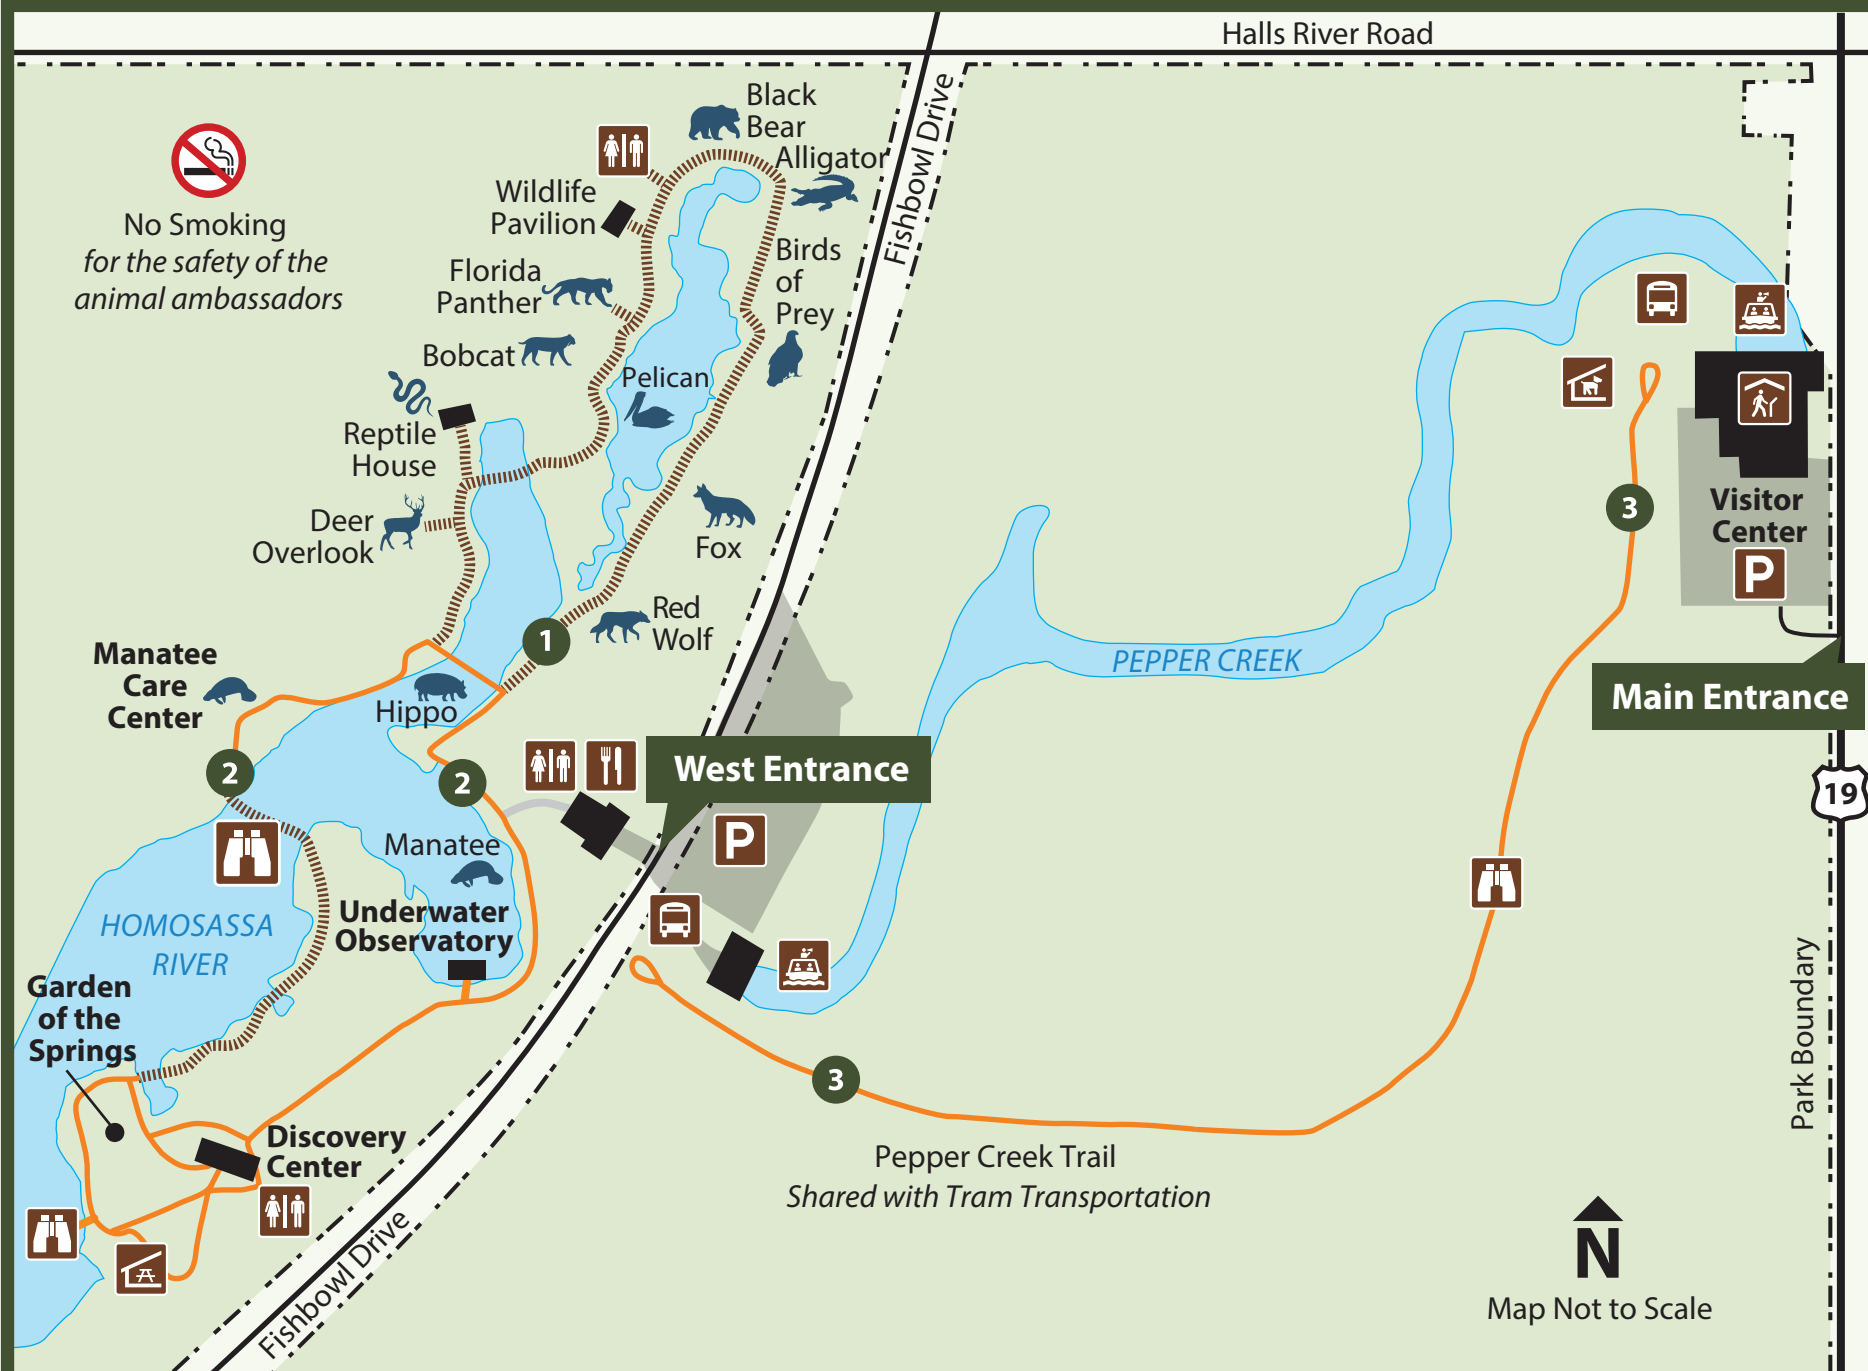 Halls River Road
Fishbowl Drive
Black
Bear
Alligator
No Smoking
for the safety of the
animal ambassadors
Wildlife
Pavilion
Birds
of
Prey
Florida
Panther
Bobcat
Pelican
Reptile
House
Deer
Overlook
Fox
3
Visitor
Center
P
1
Red
Wolf
Manatee
Care
Center
Hippo
PEPPER CREEK
Main Entrance
2
2
West Entrance
19
P
Manatee
HOMOSASSA
RIVER
Underwater
Observatory
Garden
of the
Springs
Park Boundary
3
Discovery
Center
Pepper Creek Trail
Shared with Tram Transportation
Fishbowl Drive
N
Map Not to Scale